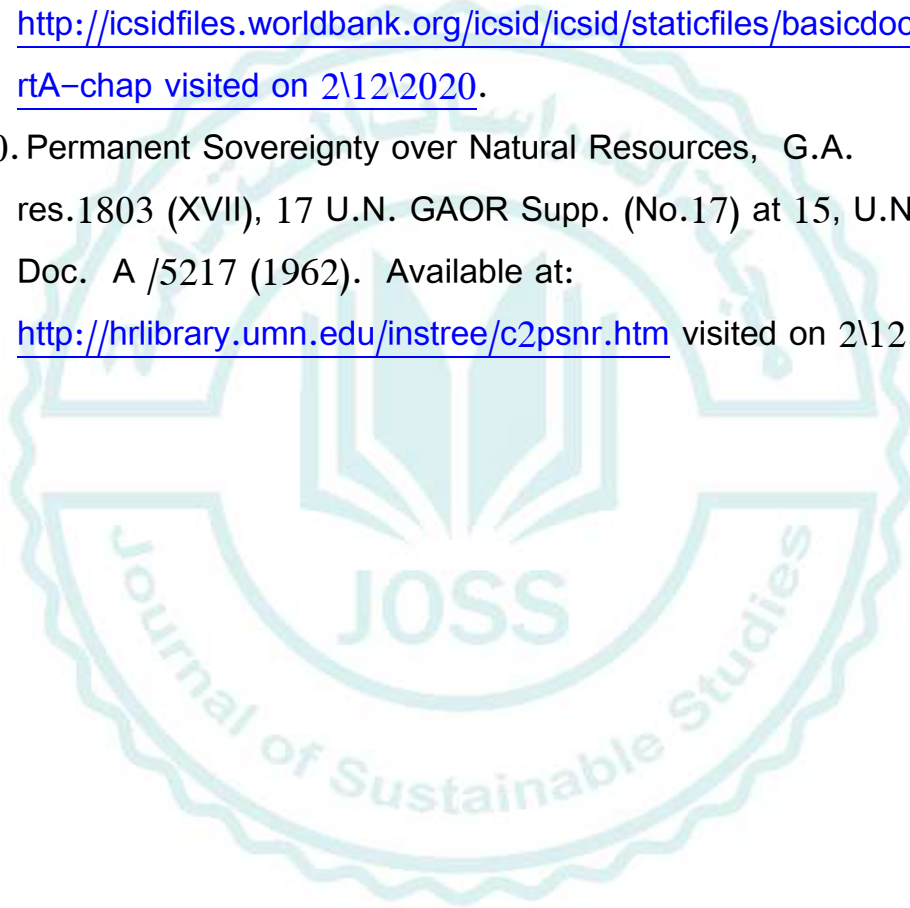 http://icsidfiles.worldbank.org/icsid/icsid/staticfiles/basicdoc
rtA-chap visited on 2\12\2020.
). Permanent Sovereignty over Natural Resources, G.A.
res.1803 (XVII), 17 U.N. GAOR Supp. (No.17) at 15, U.N
Doc. A /5217 (1962). Available at:
http://hrlibrary.umn.edu/instree/c2psnr.htm visited on 2\12
JOSS
Journal of Sustainable Studies